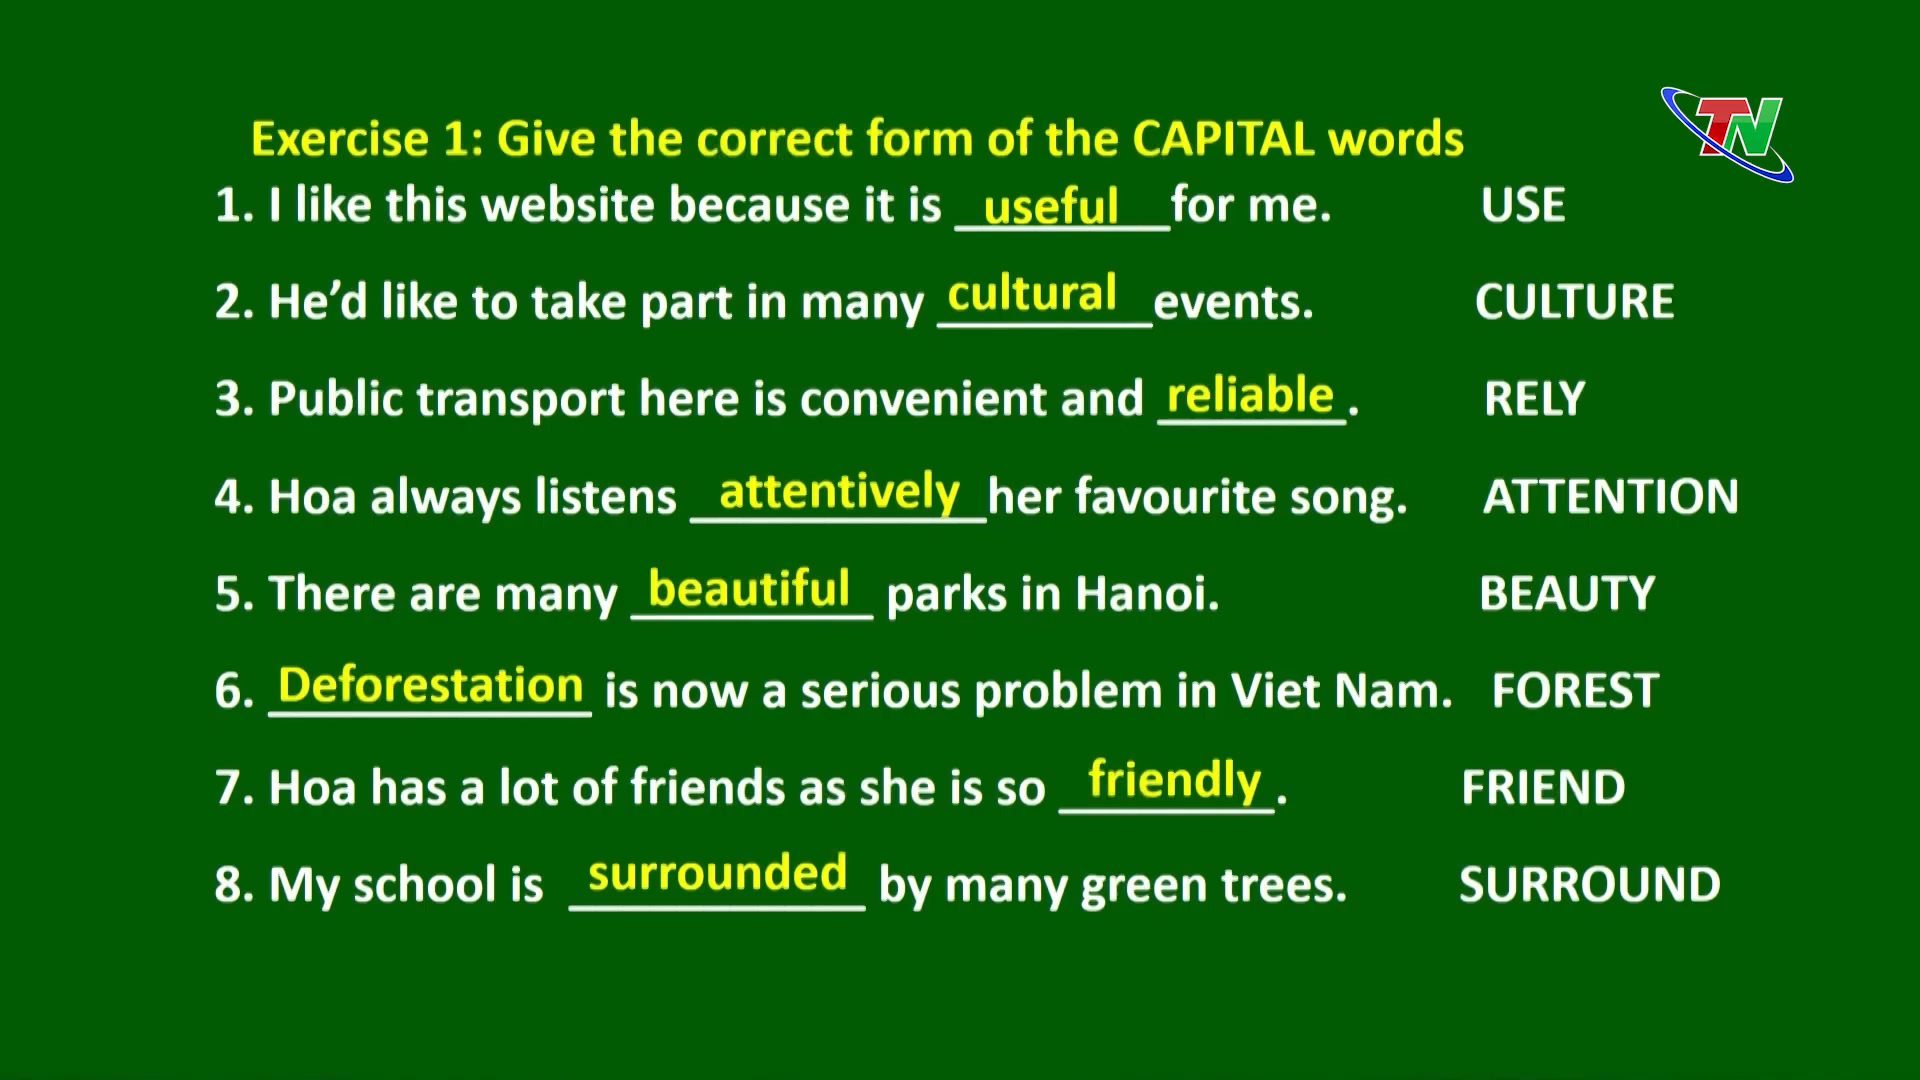 TN
Exercise 1: Give the correct form of the CAPITAL words
1. I like this website because it is useful for me. USE
2. He’d like to take part in many cultural events. CULTURE
3. Public transport here is convenient and reliable. RELY
4. Hoa always listens attentively her favourite song. ATTENTION
5. There are many beautiful parks in Hanoi. BEAUTY
6. Deforestation is now a serious problem in Viet Nam. FOREST
7. Hoa has a lot of friends as she is so friendly. FRIEND
8. My school is surrounded by many green trees. SURROUND